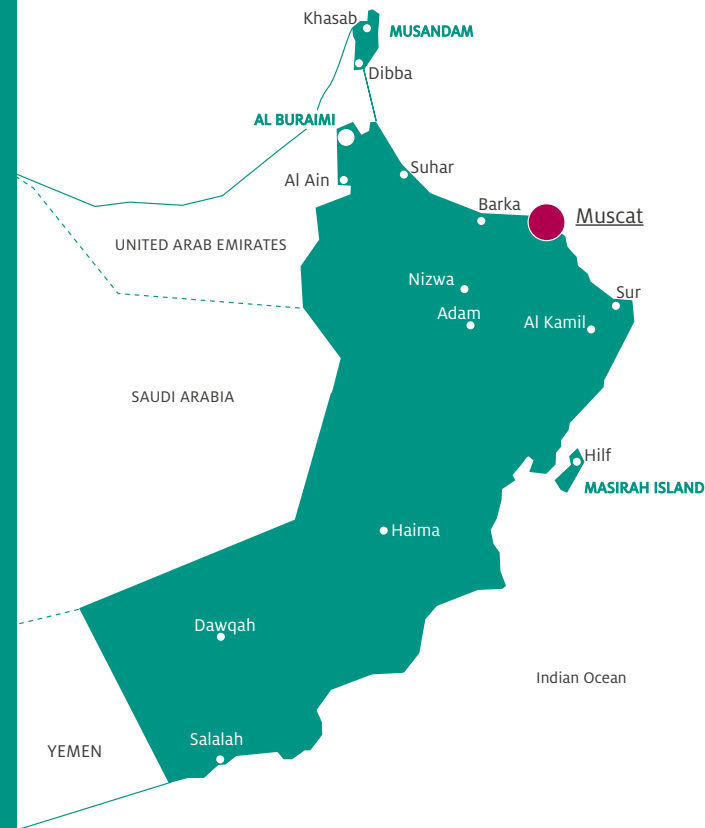 Khasab
MUSANDAM
Dibba
AL BURAIMI
Suhar
Al Ain
Barka
Muscat
UNITED ARAB EMIRATES
Nizwa
Sur
Adam
Al Kamil
SAUDI ARABIA
Hilf
MASIRAH ISLAND
Haima
Dawqah
Indian Ocean
Salalah
YEMEN